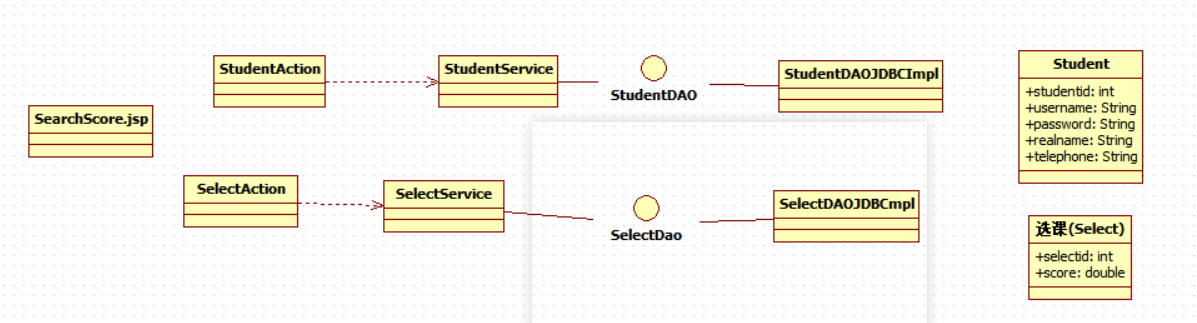 StudentAction
StudentService
StudentDAO
StudentDAOJDBCImpl
Student
+studentid: int
+username: String
+password: String
+realname: String
+telephone: String
SearchScore.jsp
SelectAction
SelectService
SelectDao
SelectDAOJDBCmpl
选课(Select)
+selectid: int
+score: double